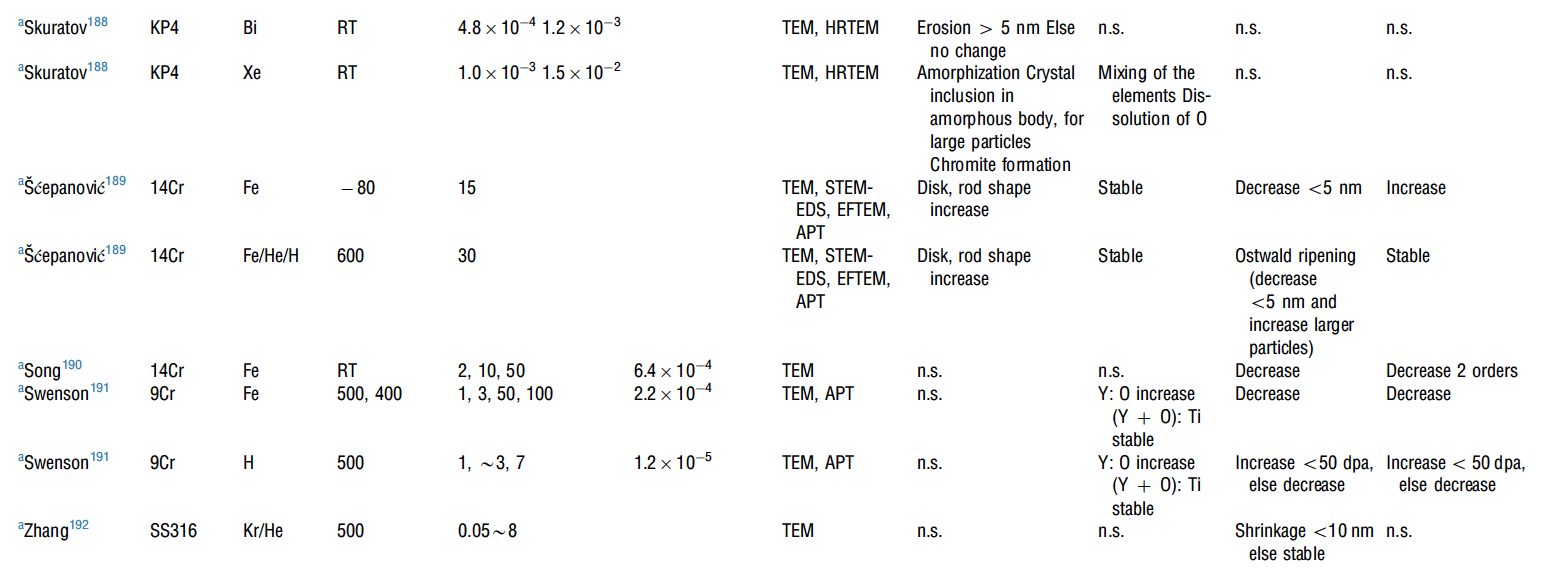 aSkuratov188 KP4 Bi RT 4.8 × 10−4 1.2 × 10−3 TEM, HRTEM Erosion > 5 nm Else n.s. n.s. n.s.
no change
aSkuratov188 KP4 Xe RT 1.0 × 10−3 1.5 × 10−2 TEM, HRTEM Amorphization Crystal Mixing of the n.s. n.s.
inclusion in elements Dis-
amorphous body, for solution of O
large particles
Chromite formation
aŠćepanović189 14Cr Fe − 80 15 TEM, STEM- Disk, rod shape Stable Decrease <5 nm Increase
EDS, EFTEM, increase
APT
aŠćepanović189 14Cr Fe/He/H 600 30 TEM, STEM- Disk, rod shape Stable Ostwald ripening Stable
EDS, EFTEM, increase (decrease
APT <5 nm and
increase larger
particles)
aSong190 14Cr Fe RT 2, 10, 50 6.4 × 10−4 TEM n.s. n.s. Decrease Decrease 2 orders
aSwenson191 9Cr Fe 500, 400 1, 3, 50, 100 2.2 × 10−4 TEM, APT n.s. Y: O increase Decrease Decrease
(Y + O): Ti
stable
aSwenson191 9Cr H 500 1, ∼3, 7 1.2 × 10−5 TEM, APT n.s. Y: O increase Increase <50 dpa, Increase < 50 dpa,
(Y + O): Ti else decrease else decrease
stable
aZhang192 SS316 Kr/He 500 0.05∼8 TEM n.s. n.s. Shrinkage <10 nm n.s.
else stable